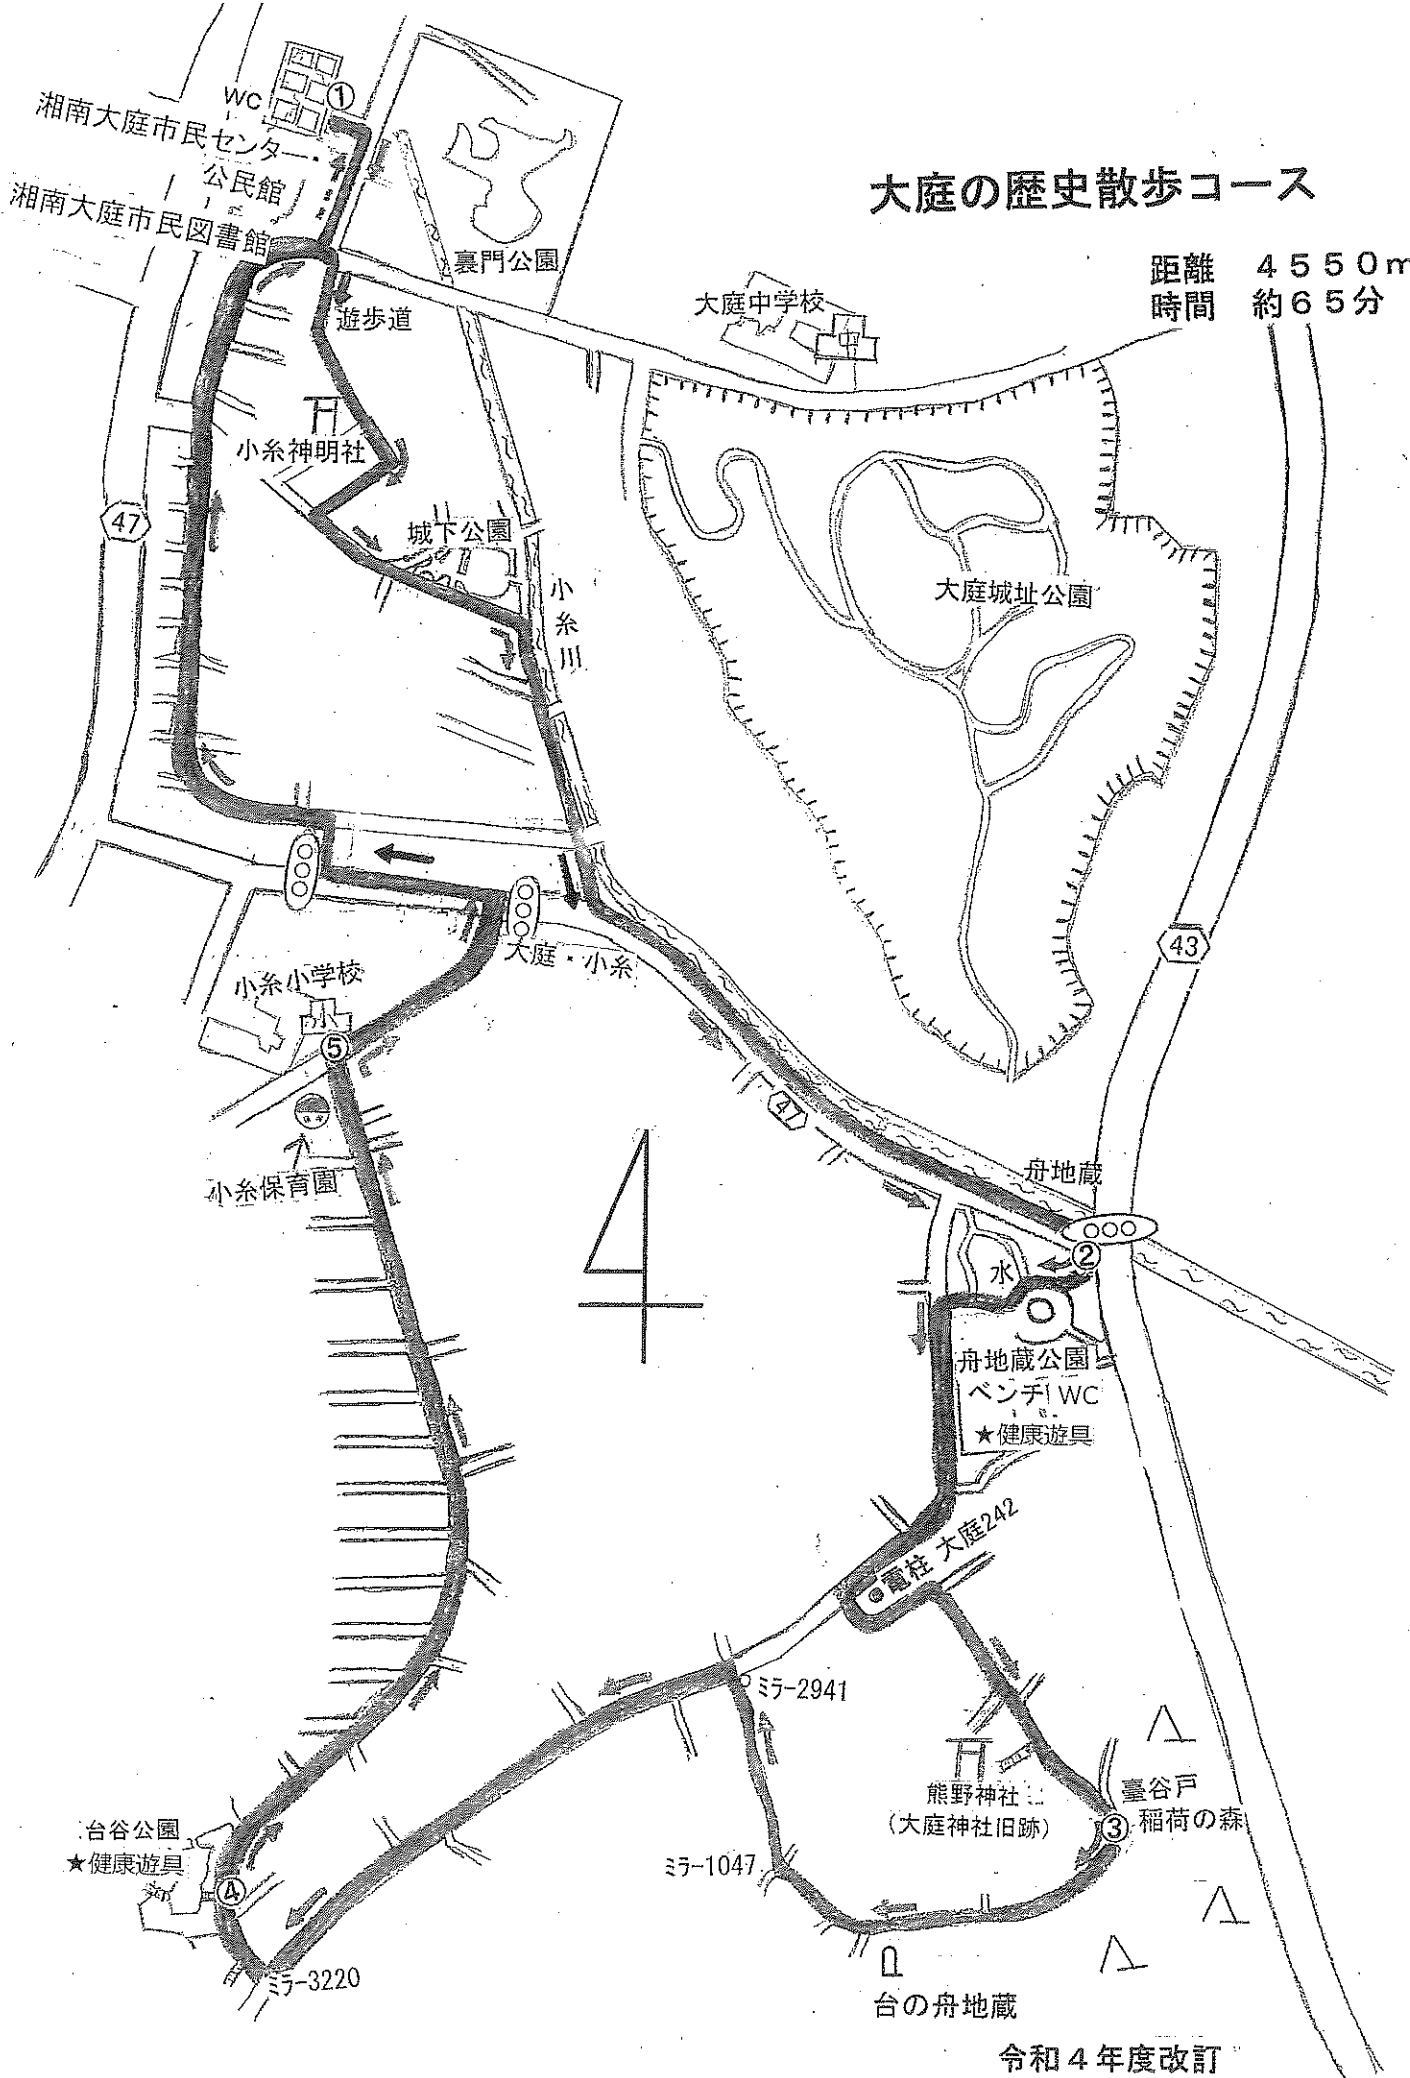 大庭の歴史散歩コース
距離 4550m
時間 約65分
WC
①
湘南大庭市民センター・
公民館
湘南大庭市民図書館
裏門公園
遊歩道
大庭中学校
中
小糸神明社
47
城下公園
小糸川
大庭城址公園
43
大庭・小糸
小糸小学校
小
⑤
47
小糸保育園
舟地蔵
②
水
舟地蔵公園
ベンチ WC
★健康遊具
電柱 大庭242
ミラー2941
熊野神社
(大庭神社旧跡)
臺谷戸
稲荷の森
③
台谷公園
★健康遊具
④
ミラー1047
ミラー3220
台の舟地蔵
令和4年度改訂